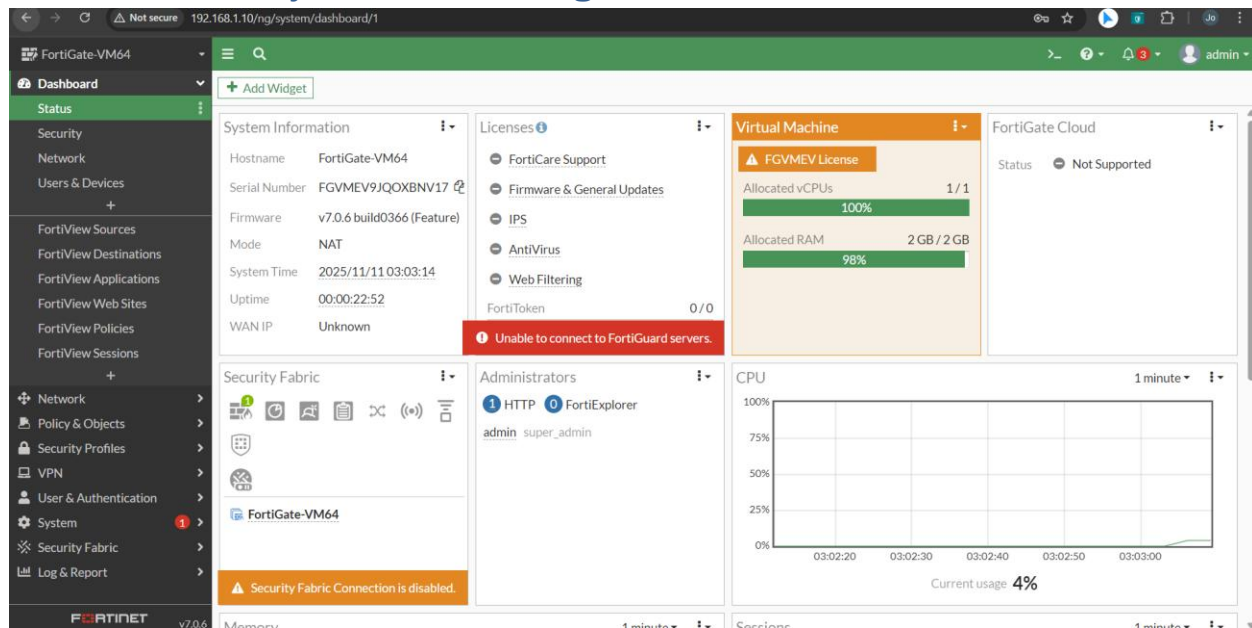 Not secure 192.168.1.10/ng/system/dashboard/1
Jo
FortiGate-VM64
>_
3
admin
Dashboard
Status
Security
Network
Users & Devices
+
FortiView Sources
FortiView Destinations
FortiView Applications
FortiView Web Sites
FortiView Policies
FortiView Sessions
+
Network
Policy & Objects
Security Profiles
VPN
User & Authentication
System 1
Security Fabric
Log & Report
FORTINET v7.0.6
+ Add Widget
System Information
Hostname FortiGate-VM64
Serial Number FGVMEV9JQOXBNV17
Firmware v7.0.6 build0366 (Feature)
Mode NAT
System Time 2025/11/11 03:03:14
Uptime 00:00:22:52
WAN IP Unknown
Licenses
FortiCare Support
Firmware & General Updates
IPS
AntiVirus
Web Filtering
FortiToken 0/0
Unable to connect to FortiGuard servers.
Virtual Machine
FGVMEV License
Allocated vCPUs 1/1
100%
Allocated RAM 2 GB/2 GB
98%
FortiGate Cloud
Status Not Supported
Security Fabric
1
FortiGate-VM64
Security Fabric Connection is disabled.
Administrators
1 HTTP 0 FortiExplorer
admin super_admin
CPU 1 minute
100%
75%
50%
25%
0%
03:02:20 03:02:30 03:02:40 03:02:50 03:03:00
Current usage 4%
Memory 1 minute
Sessions 1 minute